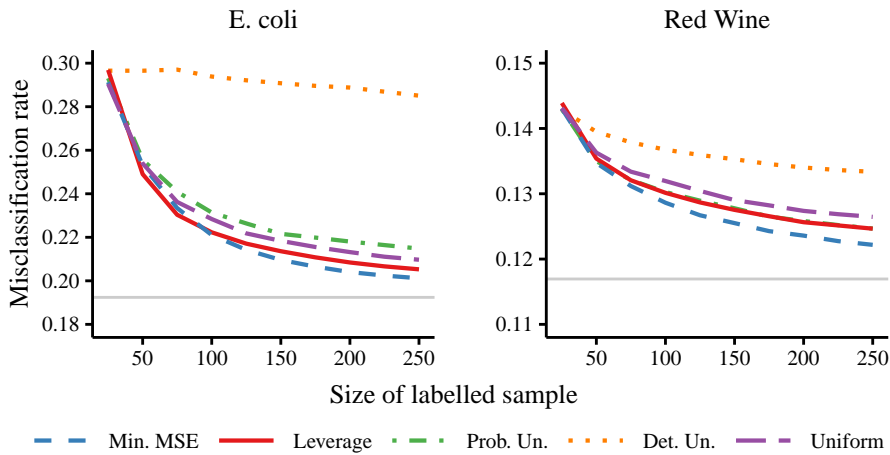 E. coli
Red Wine
Misclassification rate
0.30
0.28
0.26
0.24
0.22
0.20
0.18
50 100 150 200 250
0.15
0.14
0.13
0.12
0.11
50 100 150 200 250
Size of labelled sample
Min. MSE Leverage Prob. Un. Det. Un. Uniform